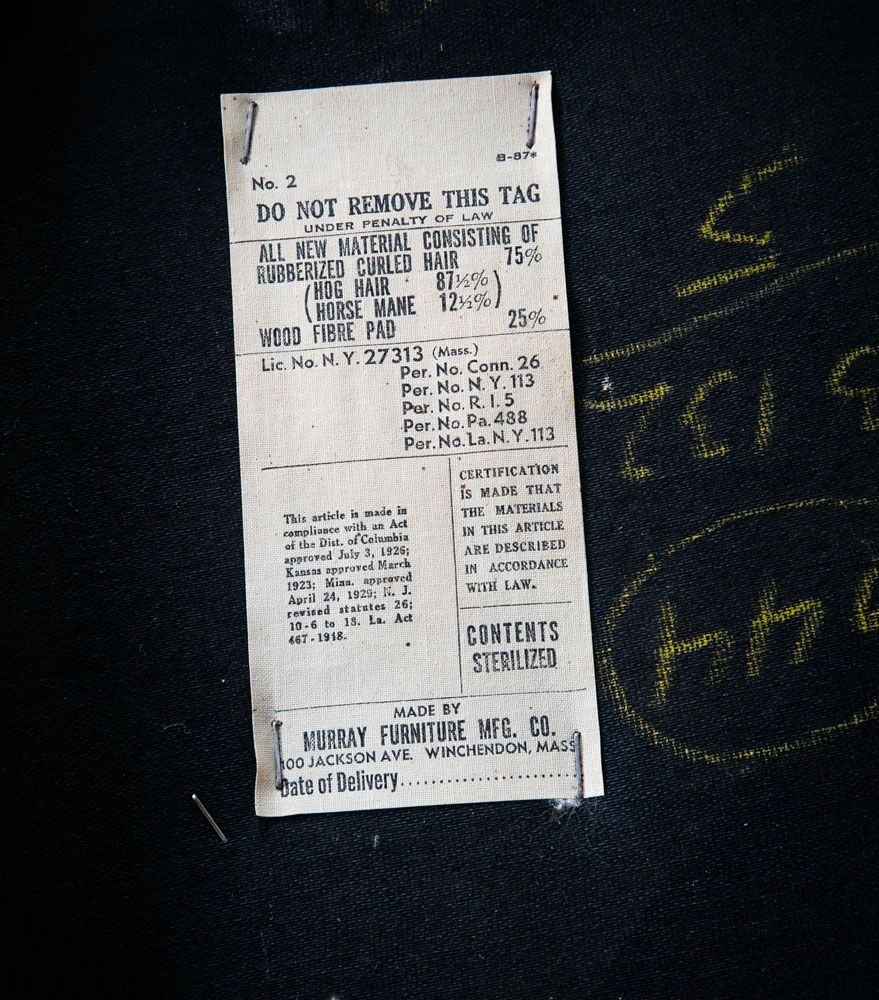 B-87*
No. 2
DO NOT REMOVE THIS TAG
UNDER PENALTY OF LAW
ALL NEW MATERIAL CONSISTING OF
RUBBERIZED CURLED HAIR 75%
(HOG HAIR 87½%
HORSE MANE 12½%)
WOOD FIBRE PAD 25%
Lic. No. N.Y. 27313 (Mass.)
Per. No. Conn. 26
Per. No. N.Y. 113
Per. No. R.I. 5
Per. No. Pa. 488
Per. No. La. N.Y. 113
This article is made in
compliance with an Act
of the Dist. of Columbia
approved July 3, 1926;
Kansas approved March
1923; Minn. approved
April 24, 1929; N. J.
revised statutes 26;
10-6 to 18. La. Act
467-1918.
CERTIFICATION
IS MADE THAT
THE MATERIALS
IN THIS ARTICLE
ARE DESCRIBED
IN ACCORDANCE
WITH LAW.
CONTENTS
STERILIZED
MADE BY
MURRAY FURNITURE MFG. CO.
100 JACKSON AVE. WINCHENDON, MASS
Date of Delivery....................